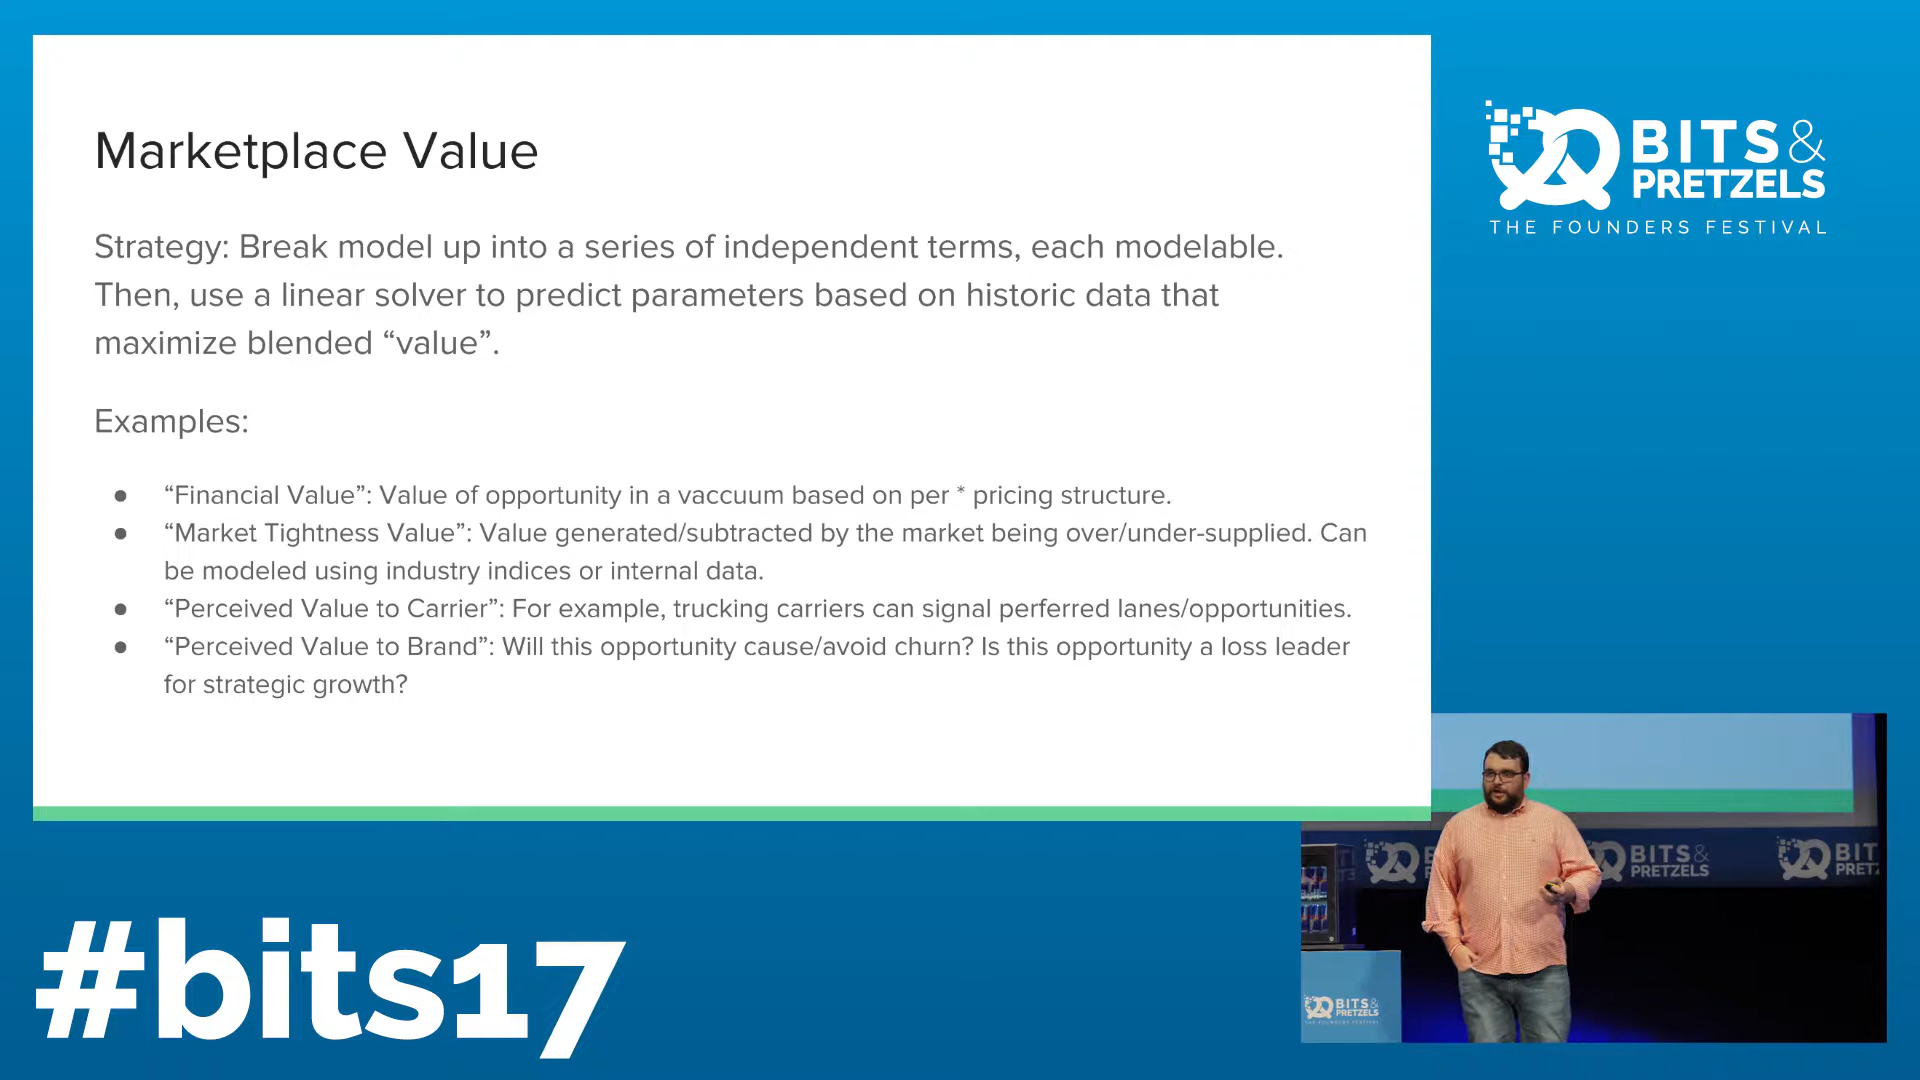 Marketplace Value
Strategy: Break model up into a series of independent terms, each modelable.
Then, use a linear solver to predict parameters based on historic data that
maximize blended “value”.
Examples:
● “Financial Value”: Value of opportunity in a vaccuum based on per * pricing structure.
● “Market Tightness Value”: Value generated/subtracted by the market being over/under-supplied. Can
be modeled using industry indices or internal data.
● “Perceived Value to Carrier”: For example, trucking carriers can signal perferred lanes/opportunities.
● “Perceived Value to Brand”: Will this opportunity cause/avoid churn? Is this opportunity a loss leader
for strategic growth?
BITS&
PRETZELS
THE FOUNDERS FESTIVAL
#bits17
BITS&
PRETZELS
BIT
PRETZ
BITS&
PRETZELS
THE FOUNDERS FESTIVAL